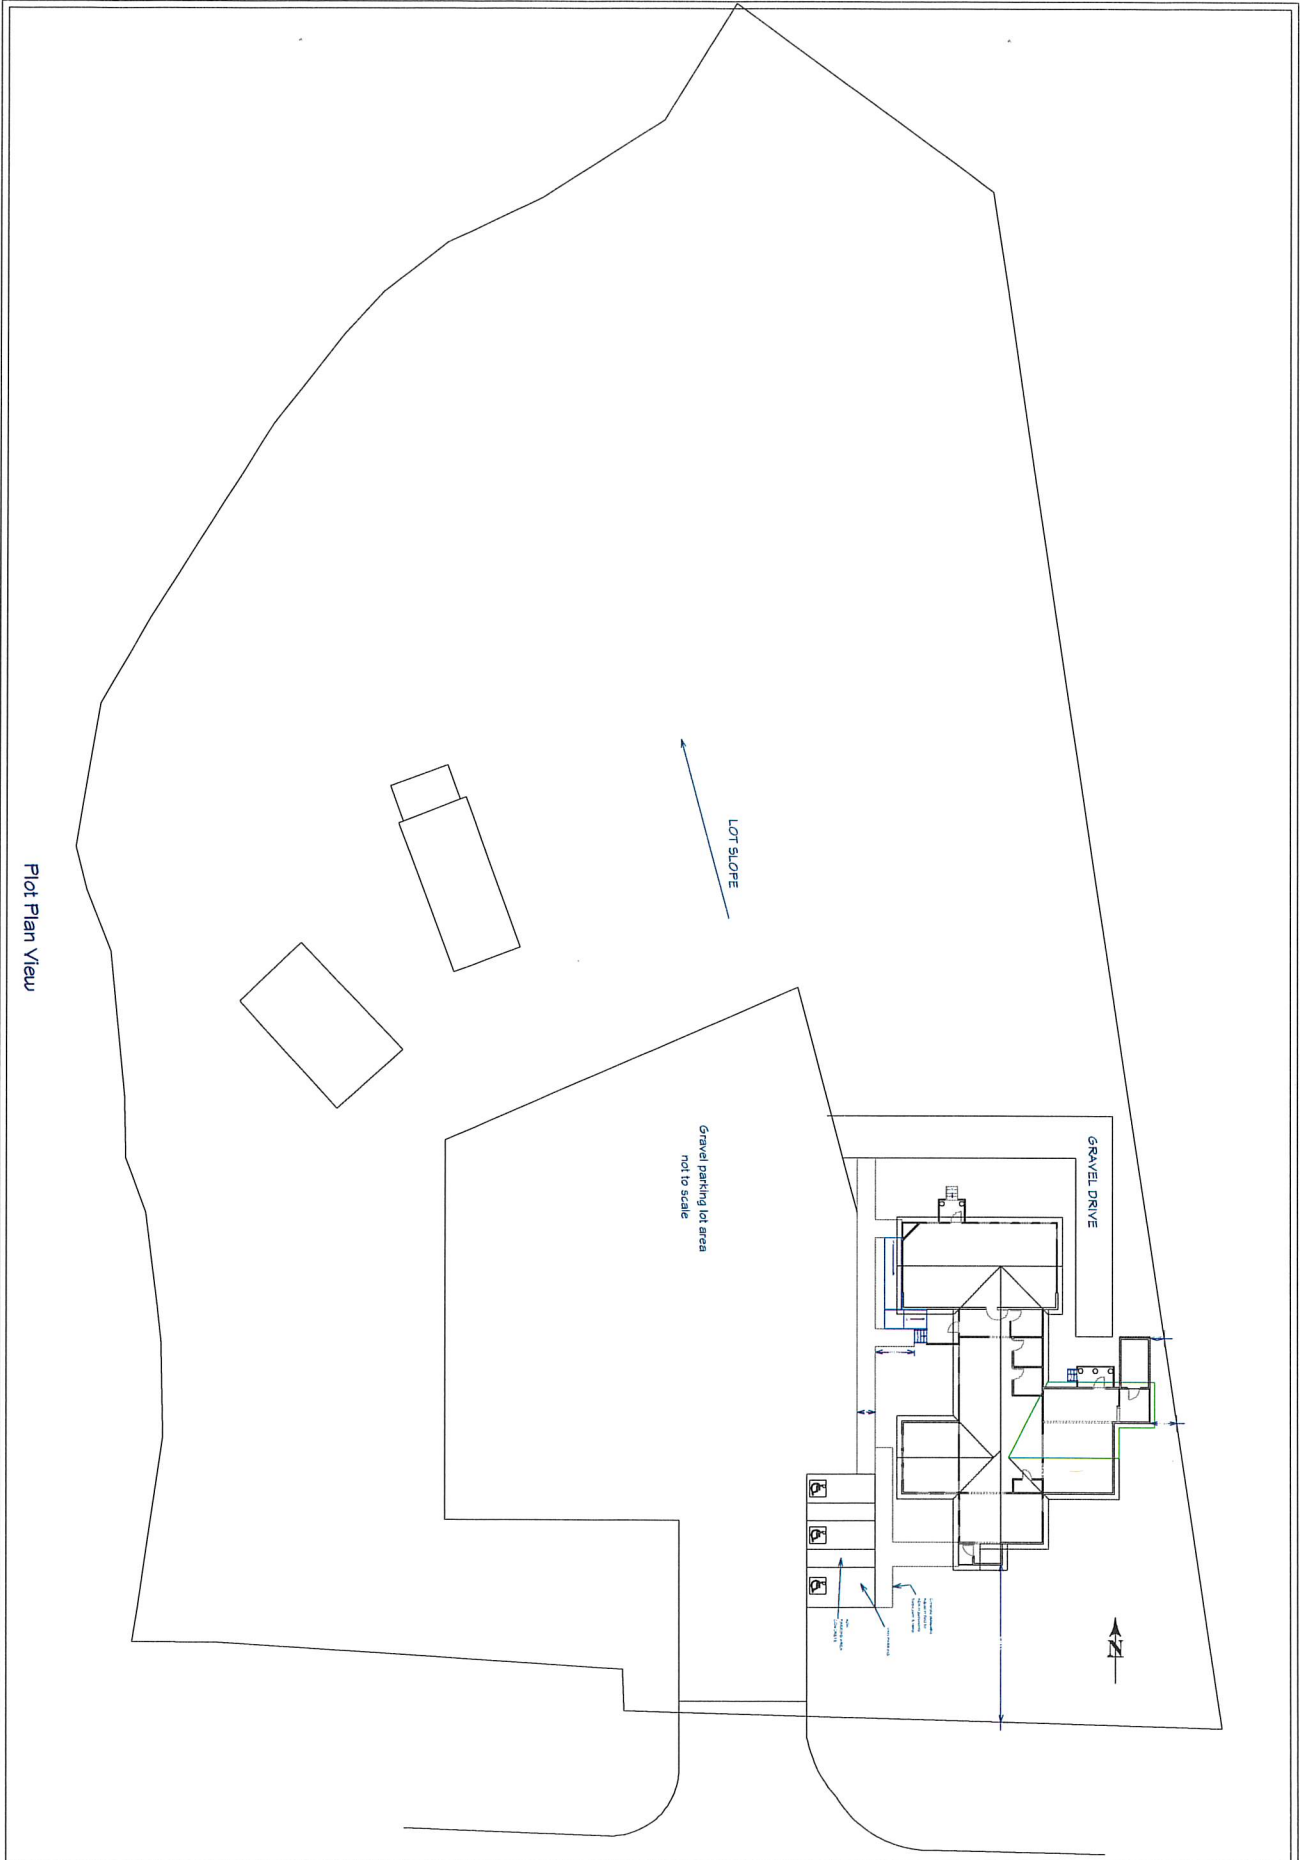 GRAVEL DRIVE
LOT SLOPE
Gravel parking lot area
not to scale
N
Plot Plan View